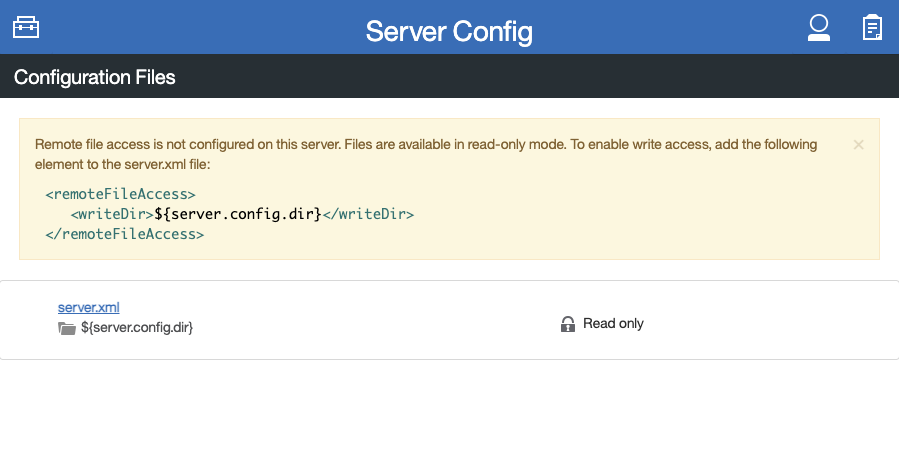 Server Config
Configuration Files
Remote file access is not configured on this server. Files are available in read-only mode. To enable write access, add the following
element to the server.xml file:
<remoteFileAccess>
<writeDir>${server.config.dir}</writeDir>
</remoteFileAccess>
server.xml
${server.config.dir}
Read only